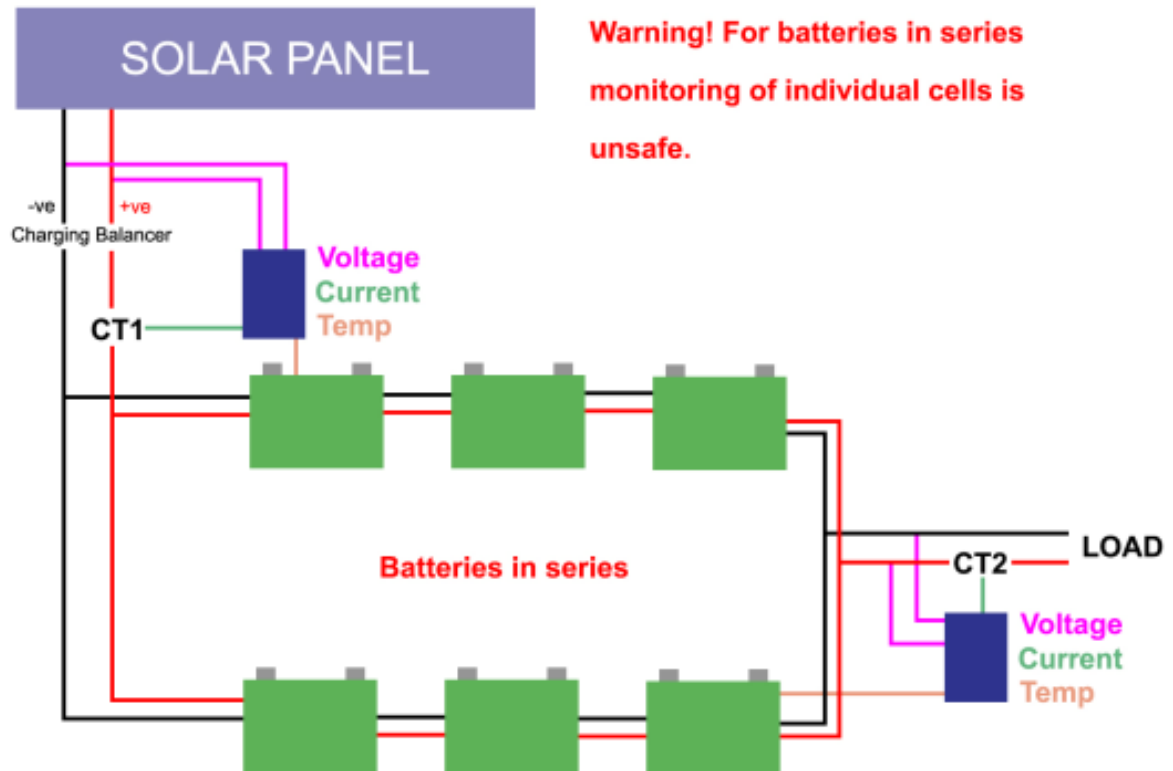 SOLAR PANEL
Warning! For batteries in series
monitoring of individual cells is
unsafe.
-ve
+ve
Charging Balancer
Voltage
Current
Temp
CT1
Batteries in series
LOAD
CT2
Voltage
Current
Temp